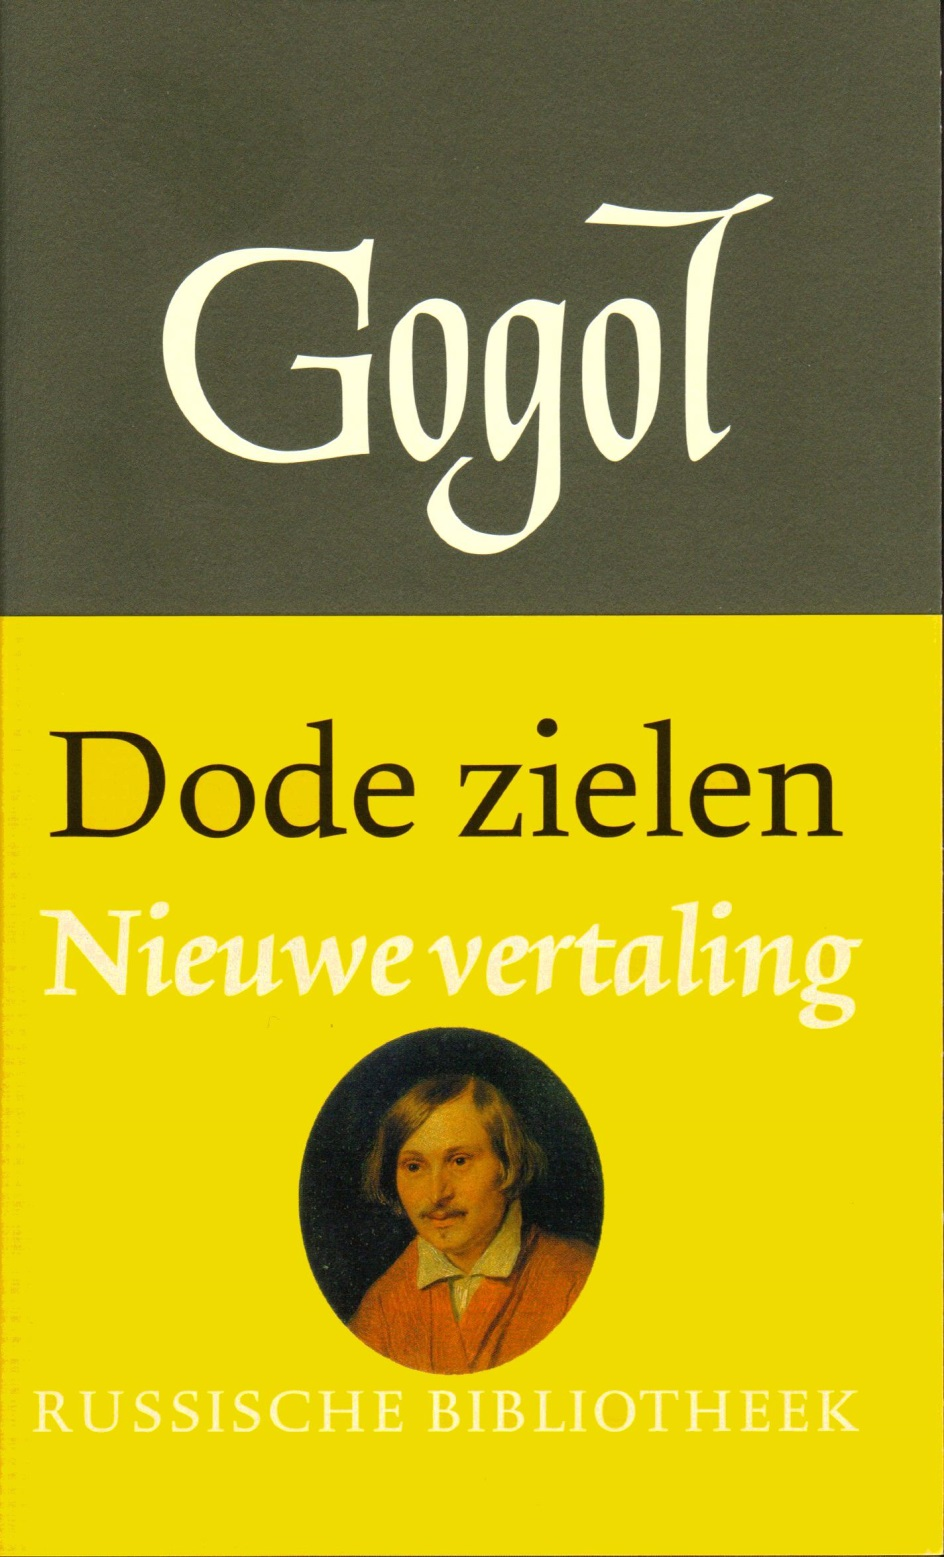 Gogol
Dode zielen
Nieuwe vertaling
RUSSISCHE BIBLIOTHEEK